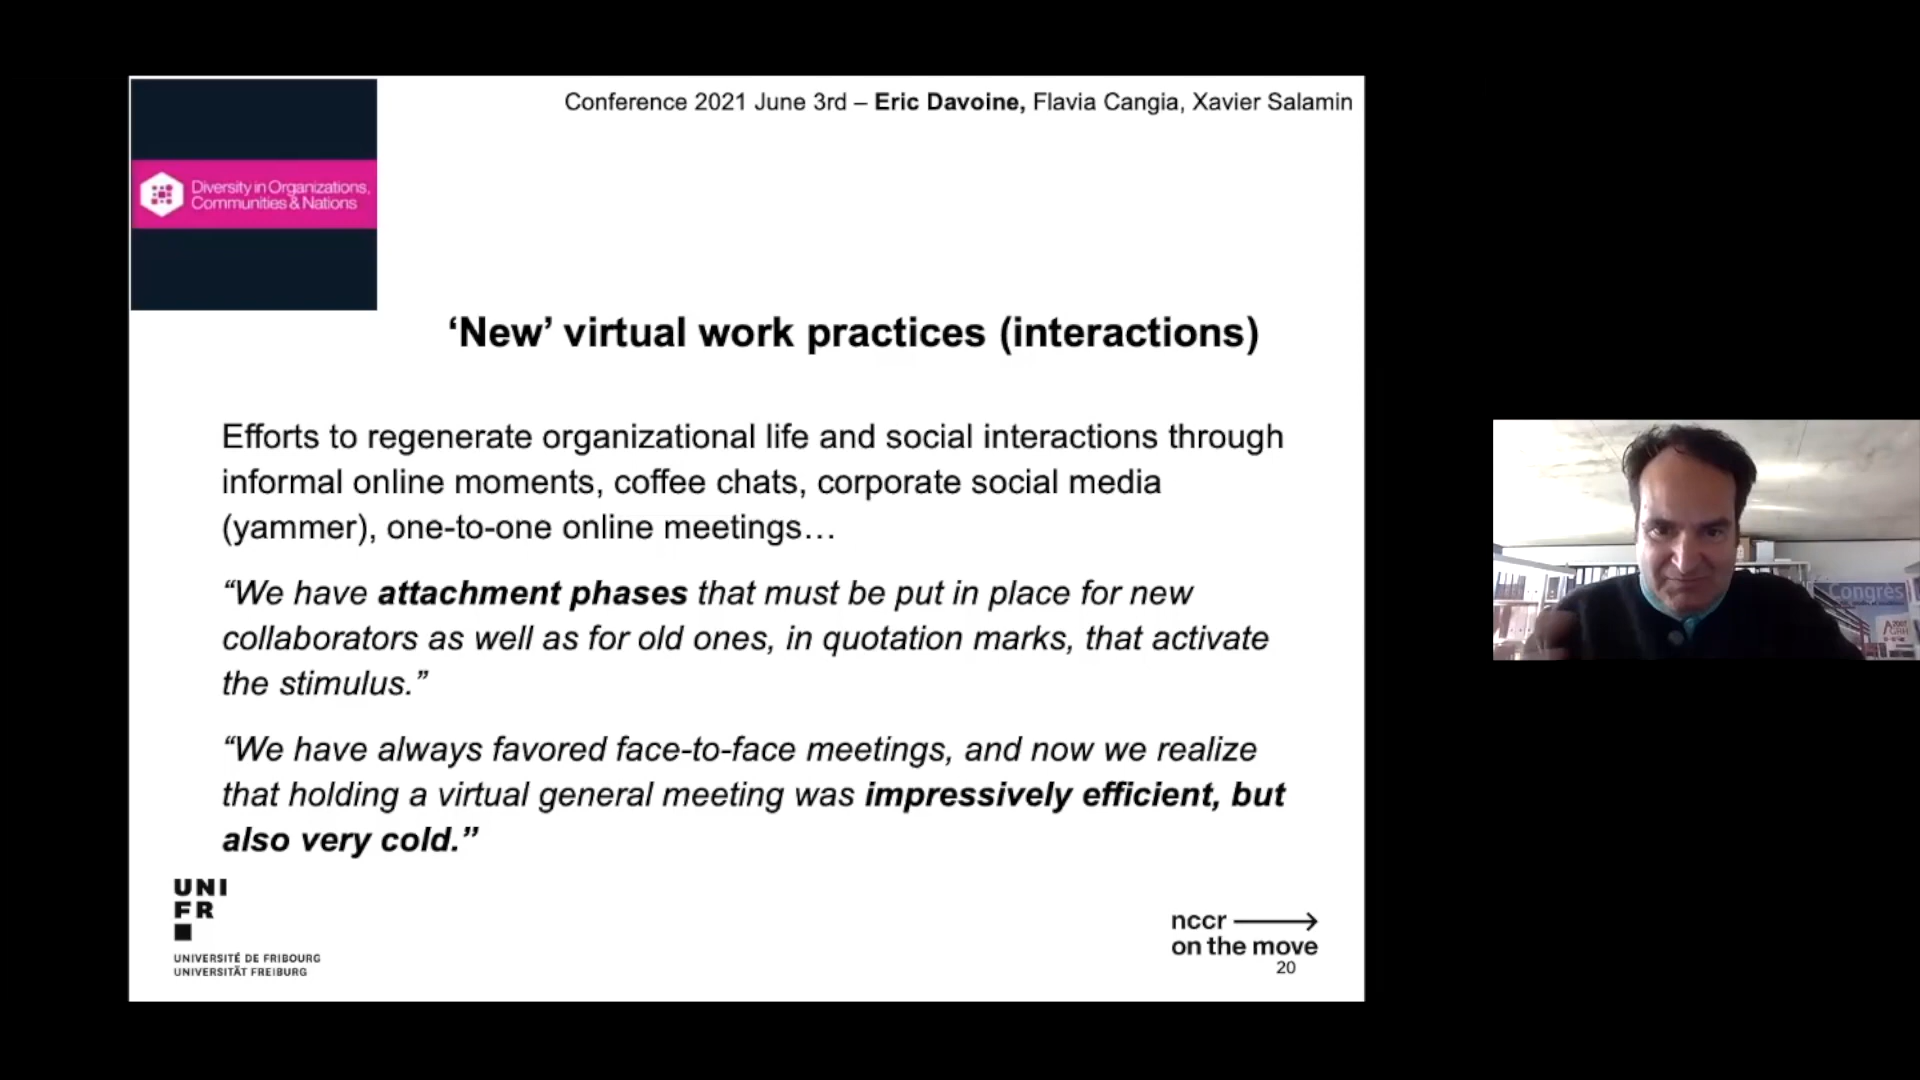 Conference 2021 June 3rd – Eric Davoine, Flavia Cangia, Xavier Salamin
Diversity in Organizations,
Communities & Nations
‘New’ virtual work practices (interactions)
Efforts to regenerate organizational life and social interactions through
informal online moments, coffee chats, corporate social media
(yammer), one-to-one online meetings…
“We have attachment phases that must be put in place for new
collaborators as well as for old ones, in quotation marks, that activate
the stimulus.”
“We have always favored face-to-face meetings, and now we realize
that holding a virtual general meeting was impressively efficient, but
also very cold.”
UNI
FR
UNIVERSITÉ DE FRIBOURG
UNIVERSITÄT FREIBURG
nccr
on the move
20
Congrès
AGRH